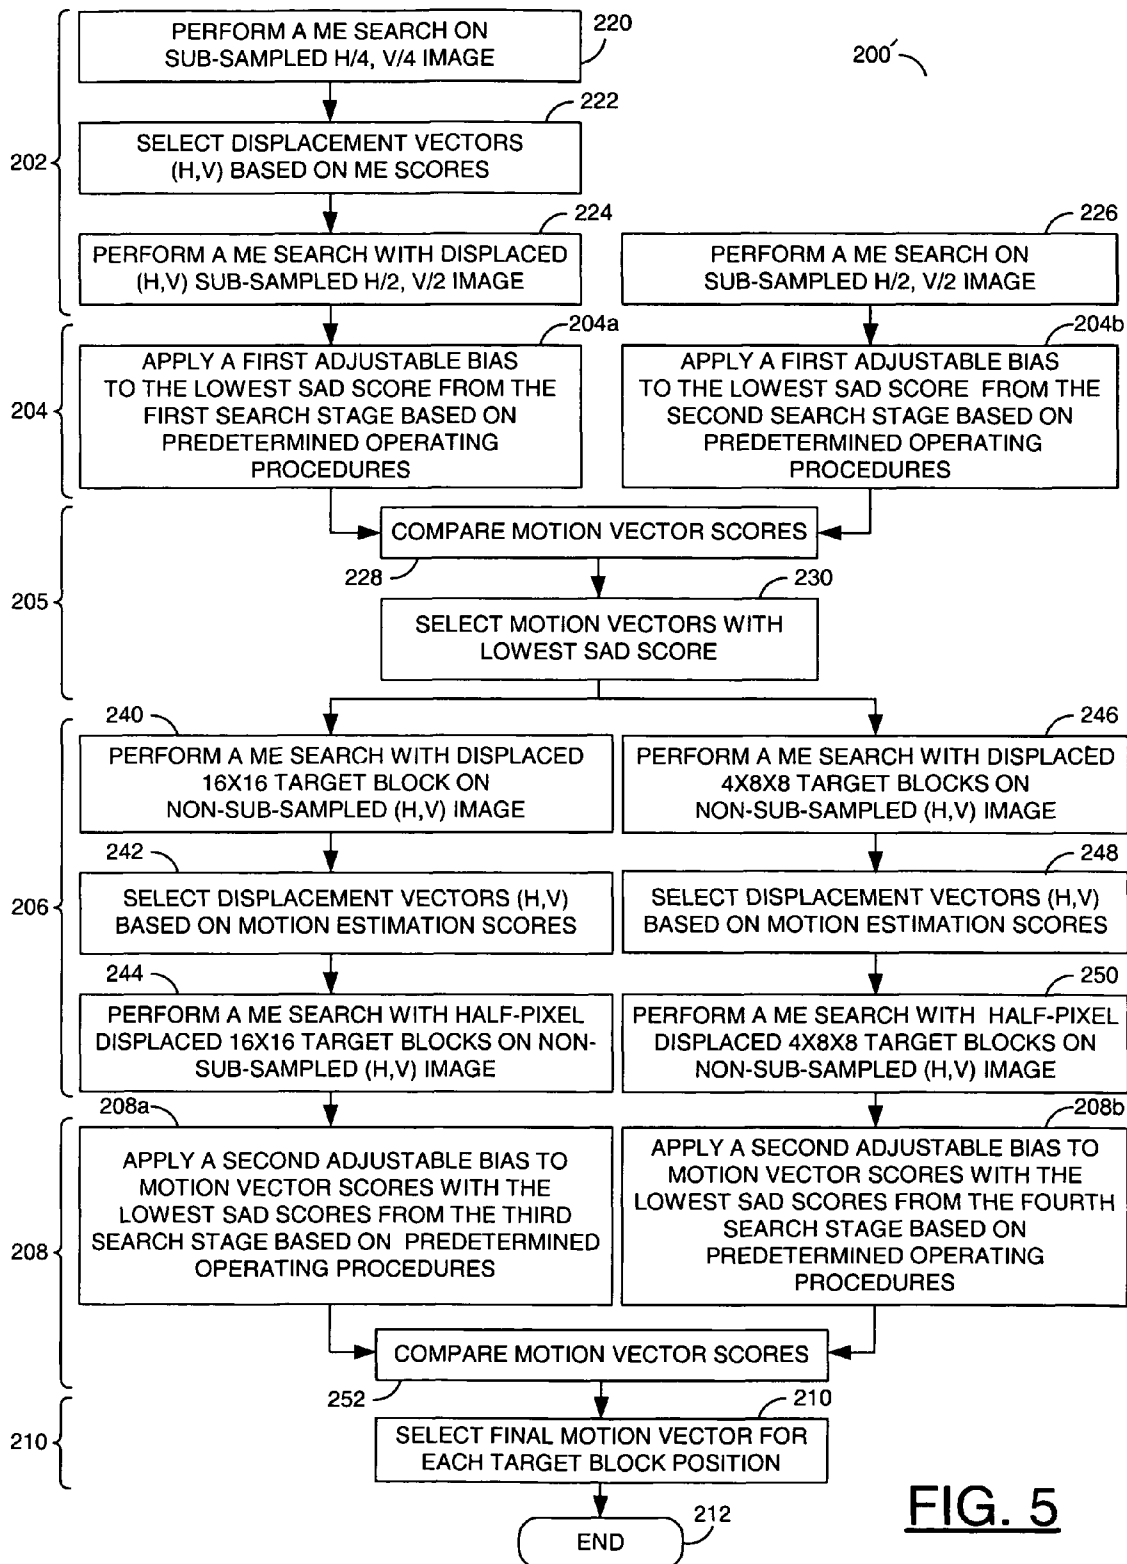 PERFORM A ME SEARCH ON
SUB-SAMPLED H/4, V/4 IMAGE
220
200′
222
SELECT DISPLACEMENT VECTORS
(H,V) BASED ON ME SCORES
202
224
PERFORM A ME SEARCH WITH DISPLACED
(H,V) SUB-SAMPLED H/2, V/2 IMAGE
226
PERFORM A ME SEARCH ON
SUB-SAMPLED H/2, V/2 IMAGE
204
204a
APPLY A FIRST ADJUSTABLE BIAS
TO THE LOWEST SAD SCORE FROM THE
FIRST SEARCH STAGE BASED ON
PREDETERMINED OPERATING
PROCEDURES
204b
APPLY A FIRST ADJUSTABLE BIAS
TO THE LOWEST SAD SCORE FROM THE
SECOND SEARCH STAGE BASED ON
PREDETERMINED OPERATING
PROCEDURES
COMPARE MOTION VECTOR SCORES
228
205
230
SELECT MOTION VECTORS WITH
LOWEST SAD SCORE
240
PERFORM A ME SEARCH WITH DISPLACED
16X16 TARGET BLOCK ON
NON-SUB-SAMPLED (H,V) IMAGE
246
PERFORM A ME SEARCH WITH DISPLACED
4X8X8 TARGET BLOCKS ON
NON-SUB-SAMPLED (H,V) IMAGE
206
242
SELECT DISPLACEMENT VECTORS (H,V)
BASED ON MOTION ESTIMATION SCORES
248
SELECT DISPLACEMENT VECTORS (H,V)
BASED ON MOTION ESTIMATION SCORES
244
PERFORM A ME SEARCH WITH HALF-PIXEL
DISPLACED 16X16 TARGET BLOCKS ON NON-
SUB-SAMPLED (H,V) IMAGE
250
PERFORM A ME SEARCH WITH HALF-PIXEL
DISPLACED 4X8X8 TARGET BLOCKS ON
NON-SUB-SAMPLED (H,V) IMAGE
208
208a
APPLY A SECOND ADJUSTABLE BIAS TO
MOTION VECTOR SCORES WITH THE
LOWEST SAD SCORES FROM THE THIRD
SEARCH STAGE BASED ON PREDETERMINED
OPERATING PROCEDURES
208b
APPLY A SECOND ADJUSTABLE BIAS TO
MOTION VECTOR SCORES WITH THE
LOWEST SAD SCORES FROM THE FOURTH
SEARCH STAGE BASED ON
PREDETERMINED OPERATING
PROCEDURES
COMPARE MOTION VECTOR SCORES
252
210
210
SELECT FINAL MOTION VECTOR FOR
EACH TARGET BLOCK POSITION
END
212
FIG. 5